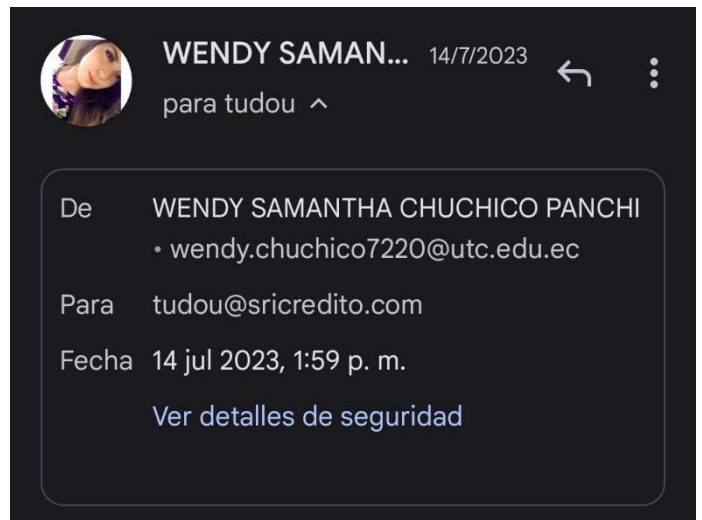 WENDY SAMAN... 14/7/2023
para tudou
De WENDY SAMANTHA CHUCHICO PANCHI
• wendy.chuchico7220@utc.edu.ec
Para tudou@sricredito.com
Fecha 14 jul 2023, 1:59 p. m.
Ver detalles de seguridad